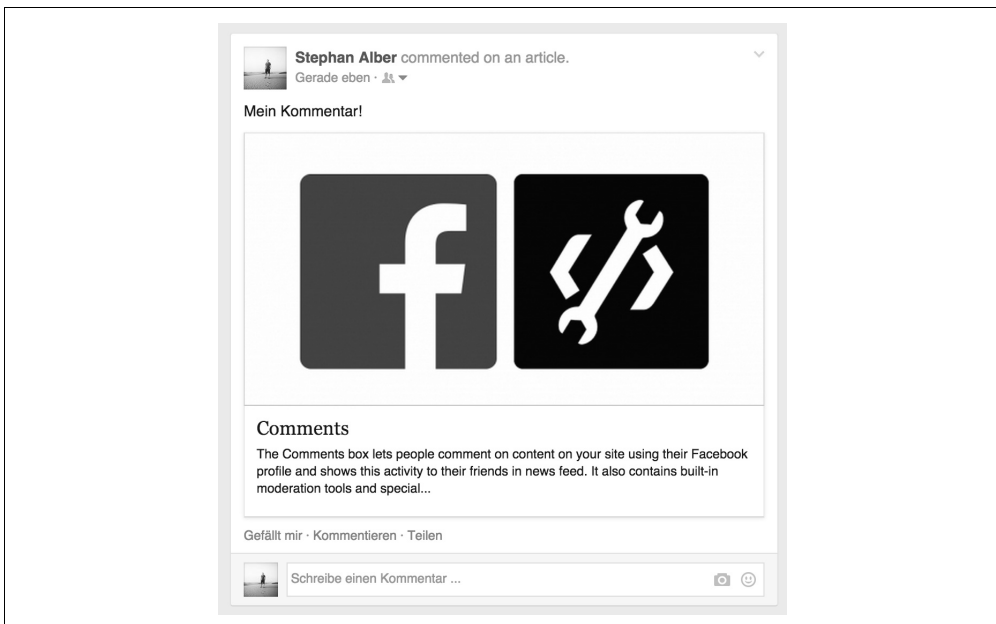 Stephan Alber commented on an article.
Gerade eben ·
Mein Kommentar!
f
Comments
The Comments box lets people comment on content on your site using their Facebook
profile and shows this activity to their friends in news feed. It also contains built-in
moderation tools and special...
Gefällt mir · Kommentieren · Teilen
Schreibe einen Kommentar ...